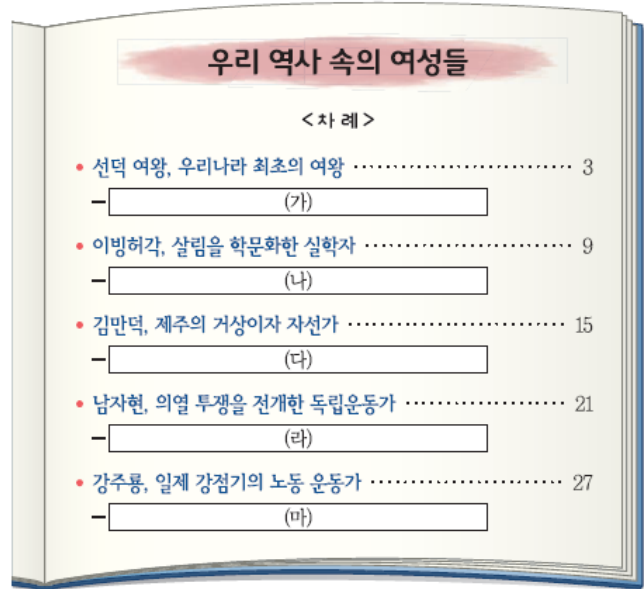 우리 역사 속의 여성들
<차 례>
• 선덕 여왕, 우리나라 최초의 여왕 ························ 3
– (가)
• 이빙허각, 살림을 학문화한 실학자 ······················ 9
– (나)
• 김만덕, 제주의 거상이자 자선가 ························ 15
– (다)
• 남자현, 의열 투쟁을 전개한 독립운동가 ·················· 21
– (라)
• 강주룡, 일제 강점기의 노동 운동가 ····················· 27
– (마)